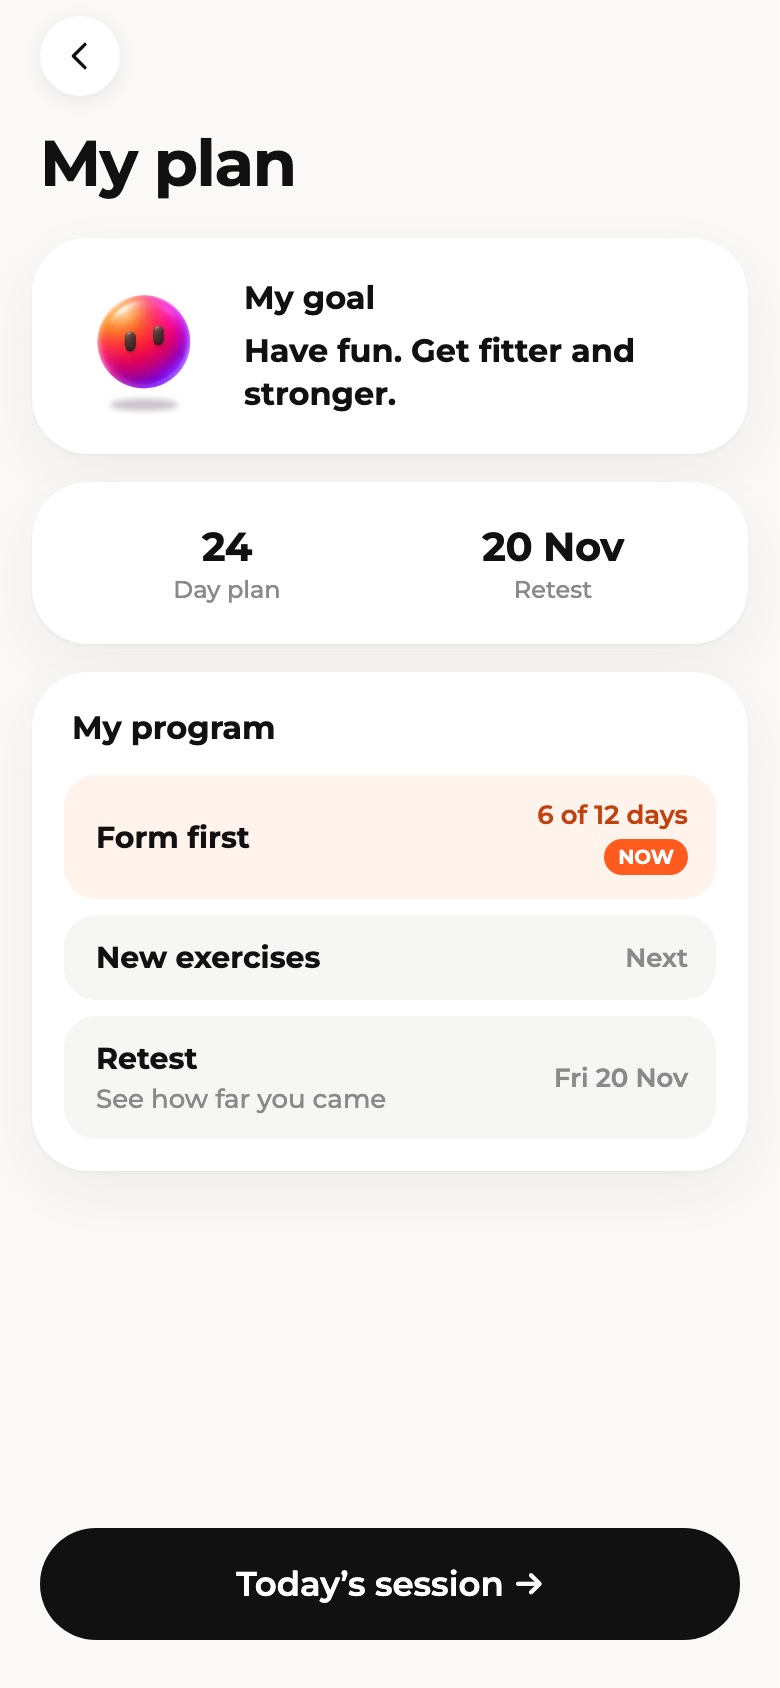 My plan
My goal
Have fun. Get fitter and
stronger.
24
Day plan
20 Nov
Retest
My program
Form first
6 of 12 days
NOW
New exercises
Next
Retest
See how far you came
Fri 20 Nov
Today’s session →